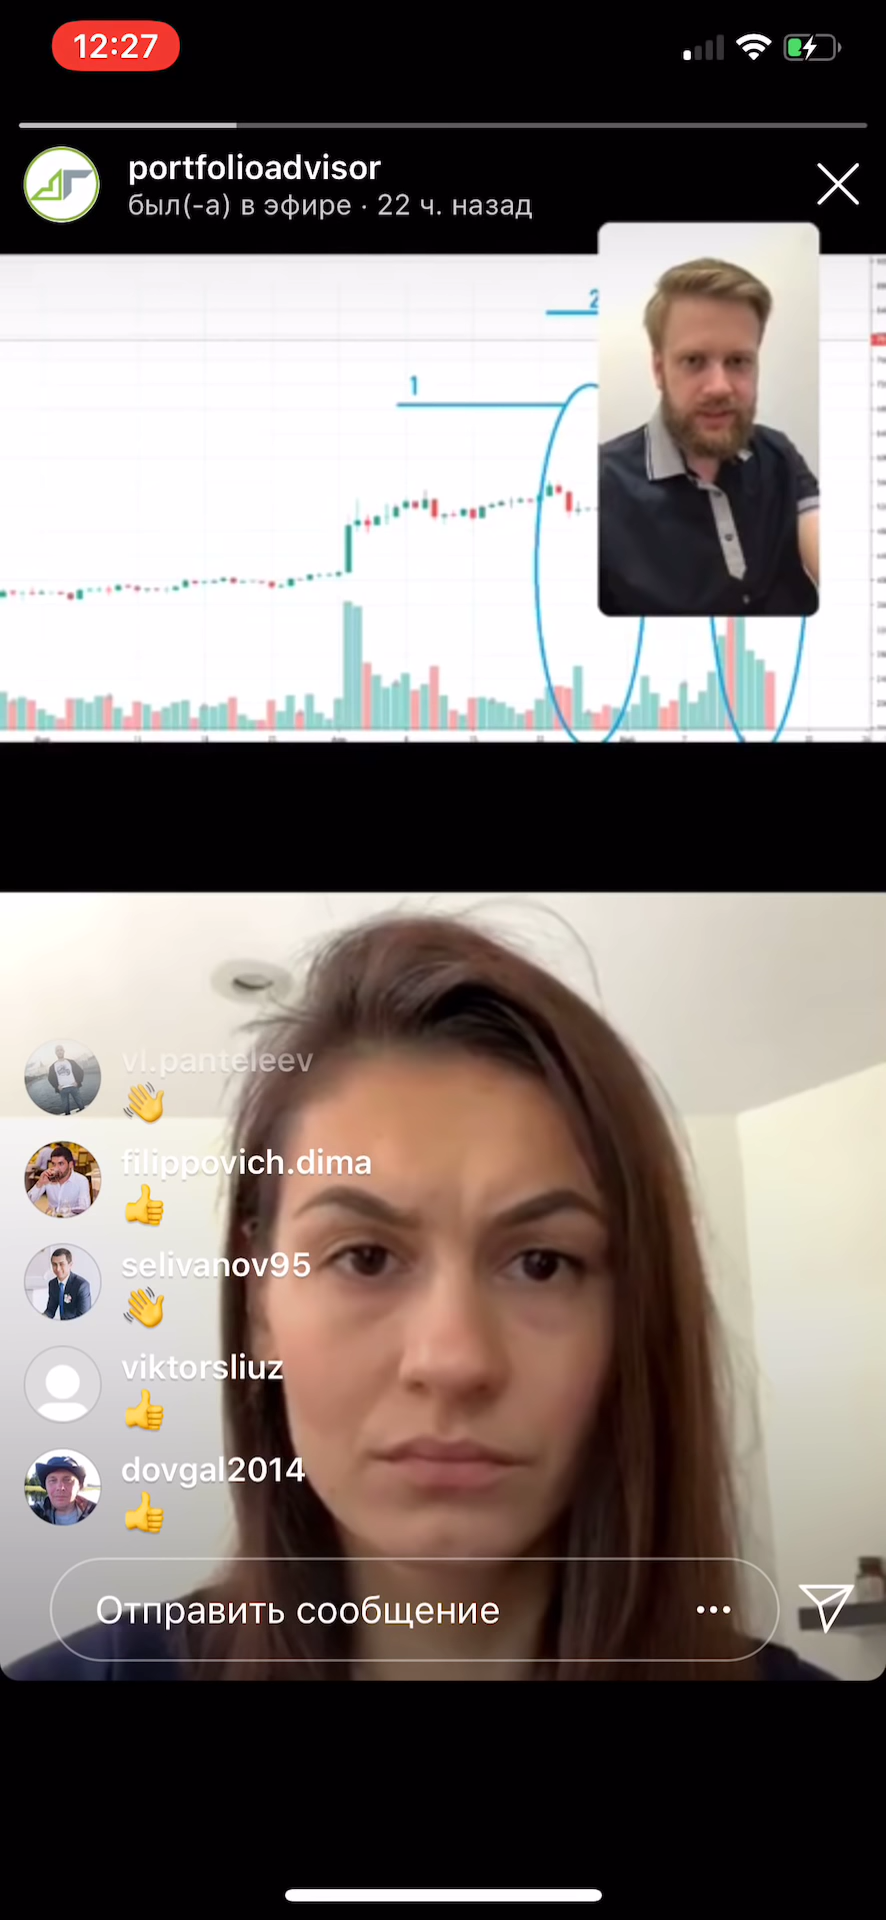 12:27
portfolioadvisor
был(-а) в эфире · 22 ч. назад
2
1
vl.panteleev
👋
filippovich.dima
👍
selivanov95
👋
viktorsliuz
👍
dovgal2014
👍
Отправить сообщение